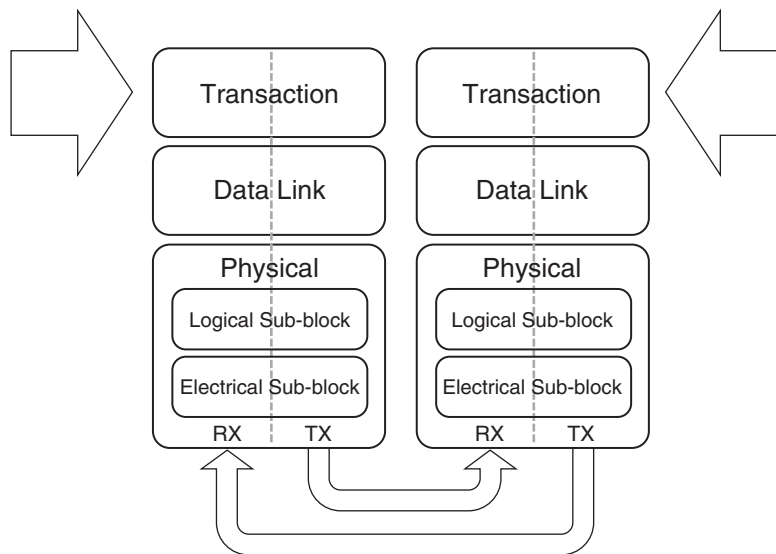 Transaction
Transaction
Data Link
Data Link
Physical
Physical
Logical Sub-block
Logical Sub-block
Electrical Sub-block
Electrical Sub-block
RX TX
RX TX